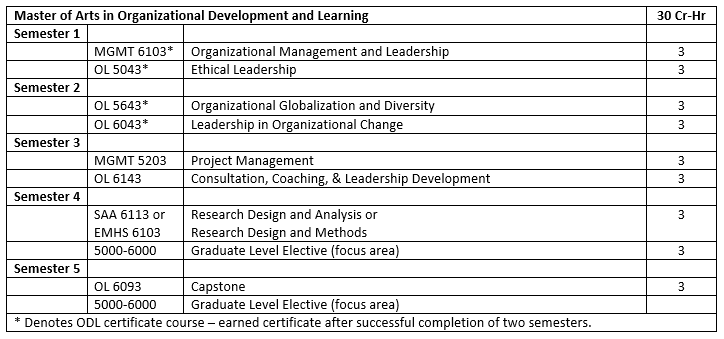 Master of Arts in Organizational Development and Learning 30 Cr-Hr
Semester 1
MGMT 6103* Organizational Management and Leadership 3
OL 5043* Ethical Leadership 3
Semester 2
OL 5643* Organizational Globalization and Diversity 3
OL 6043* Leadership in Organizational Change 3
Semester 3
MGMT 5203 Project Management 3
OL 6143 Consultation, Coaching, & Leadership Development 3
Semester 4
SAA 6113 or Research Design and Analysis or 3
EMHS 6103 Research Design and Methods
5000-6000 Graduate Level Elective (focus area) 3
Semester 5
OL 6093 Capstone 3
5000-6000 Graduate Level Elective (focus area)
* Denotes ODL certificate course – earned certificate after successful completion of two semesters.